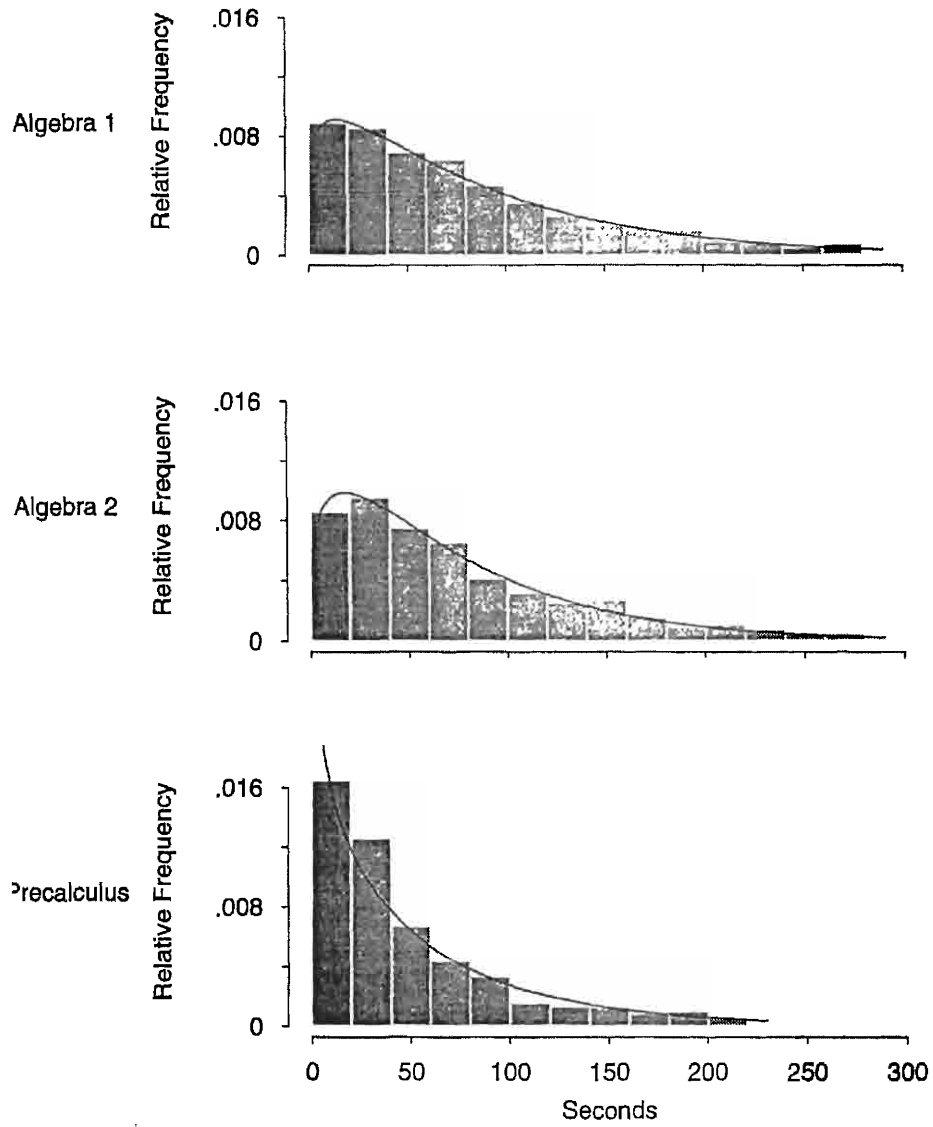 .016
Relative Frequency
Algebra 1
.008
0
.016
Relative Frequency
Algebra 2
.008
0
.016
Relative Frequency
Precalculus
.008
0
0 50 100 150 200 250 300
Seconds